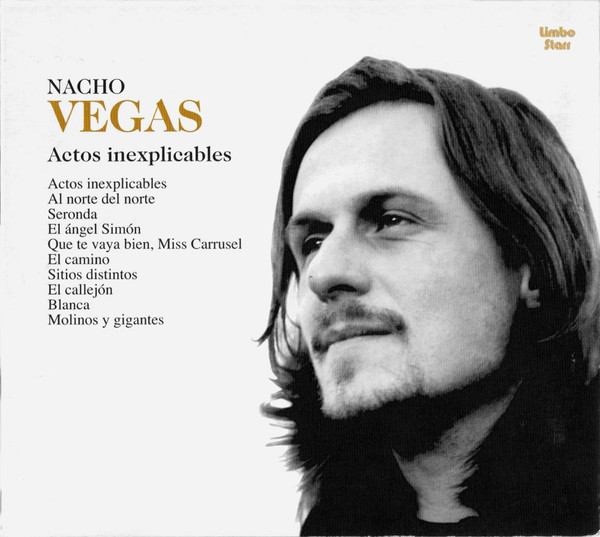 Limbo
Starr
NACHO
VEGAS
Actos inexplicables
Actos inexplicables
Al norte del norte
Seronda
El ángel Simón
Que te vaya bien, Miss Carrusel
El camino
Sitios distintos
El callejón
Blanca
Molinos y gigantes